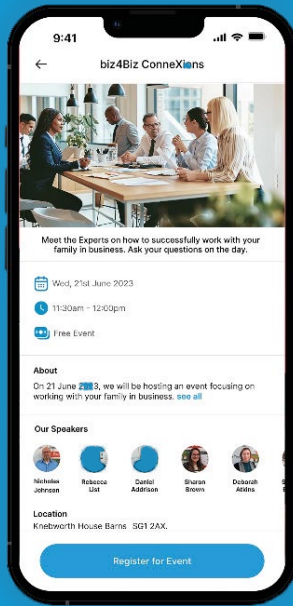 9:41
biz4Biz ConneXions
Meet the Experts on how to successfully work with your
family in business. Ask your questions on the day.
Wed, 21st June 2023
11:30am - 12:00pm
Free Event
About
On 21 June 2023, we will be hosting an event focusing on
working with your family in business. see all
Our Speakers
Nicholas Rebecca Daniel Sharon Deborah
Johnson List Addrison Brown Atkins
Location
Knebworth House Barns SG1 2AX.
Register for Event